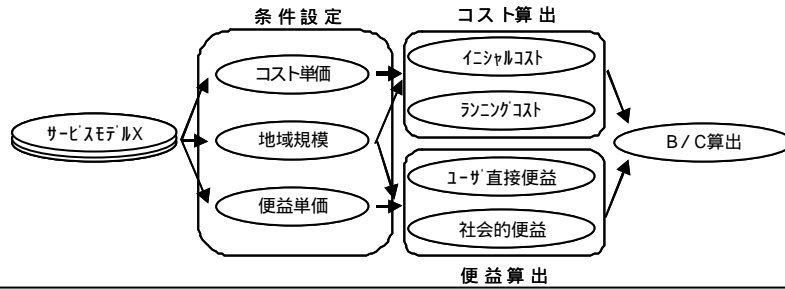 条件設定
コスト算出
コスト単価
ｲﾆｼｬﾙｺｽﾄ
ﾗﾝﾆﾝｸﾞｺｽﾄ
ｻｰﾋﾞｽﾓﾃﾞﾙX
地域規模
B/C算出
ﾕｰｻﾞ直接便益
便益単価
社会的便益
便益算出